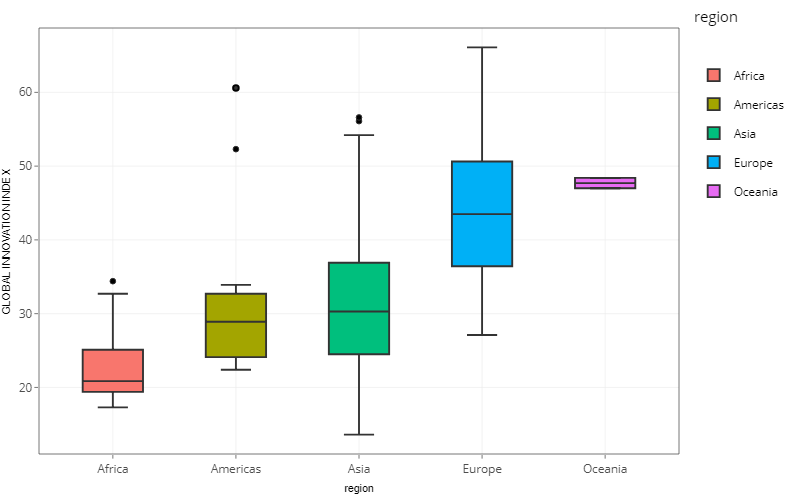 region
Africa
Americas
Asia
Europe
Oceania
GLOBAL INNOVATION INDEX
60
50
40
30
20
Africa
Americas
Asia
Europe
Oceania
region